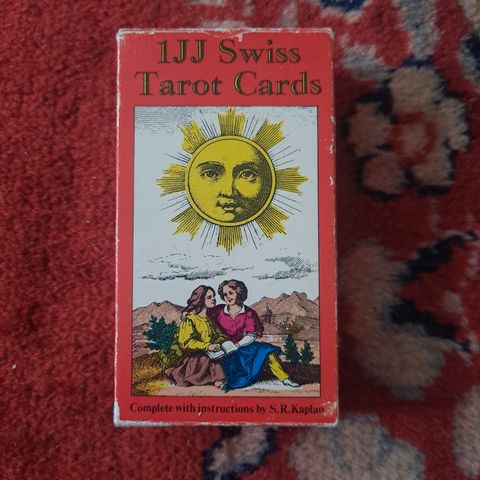 1JJ Swiss
Tarot Cards
Complete with instructions by S.R.Kaplan